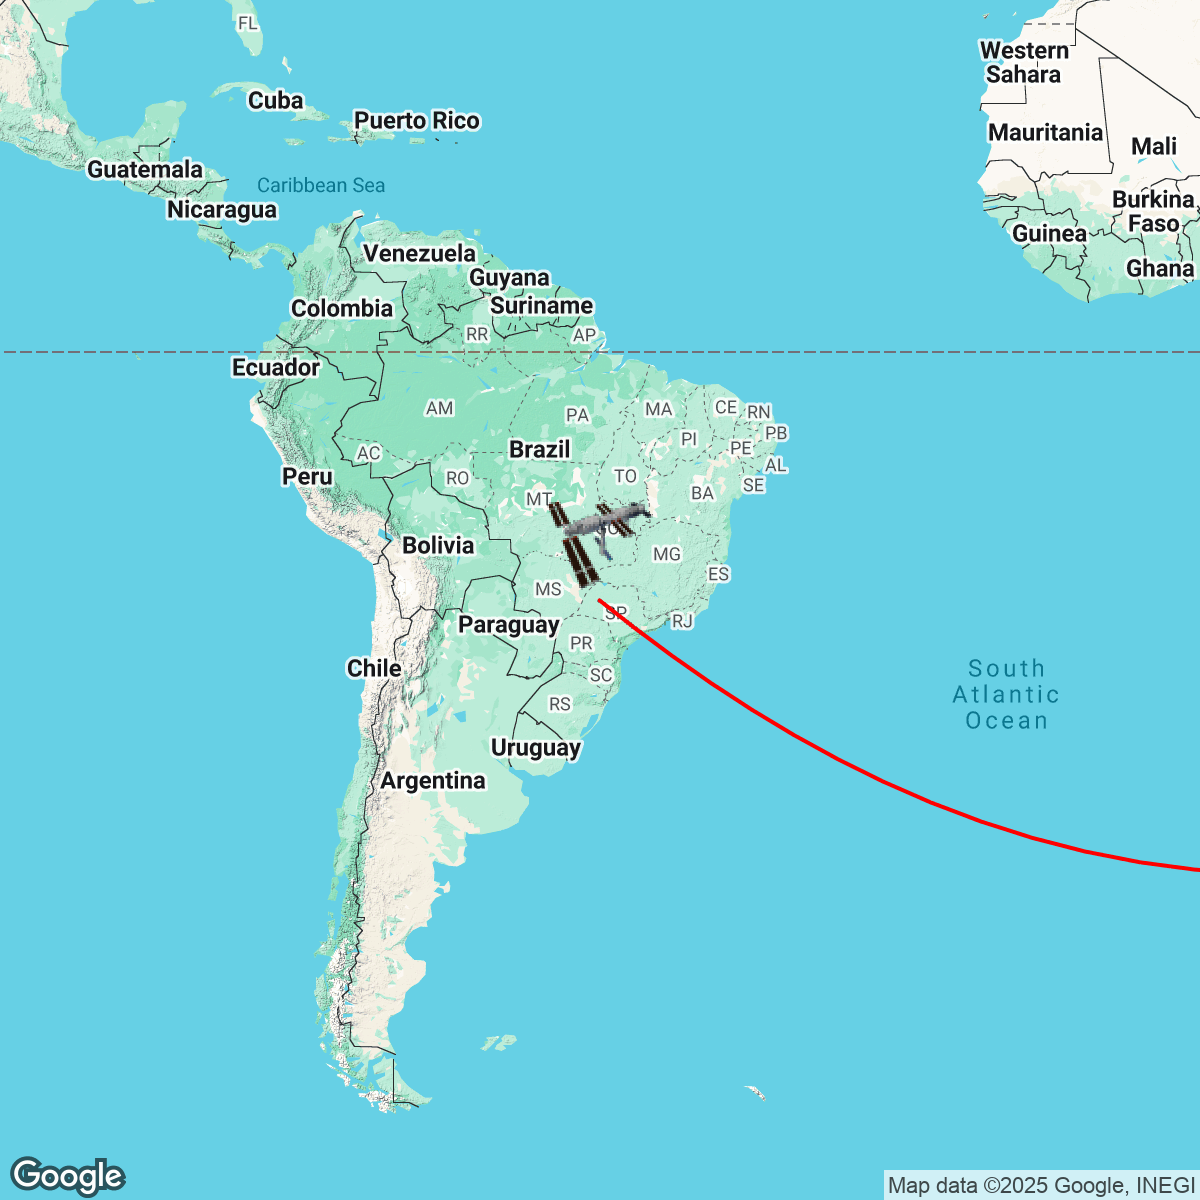 FL
Western
Sahara
Cuba
Puerto Rico
Mauritania
Mali
Guatemala
Caribbean Sea
Burkina
Faso
Nicaragua
Guinea
Venezuela
Ghana
Guyana
Colombia
Suriname
RR
AP
Ecuador
AM
PA
MA
CE
RN
PB
PI
PE
Brazil
AC
AL
Peru
RO
TO
SE
MT
BA
Bolivia
MG
ES
MS
SP
Paraguay
RJ
PR
Chile
SC
South
Atlantic
Ocean
RS
Uruguay
Argentina
Google
Map data ©2025 Google, INEGI